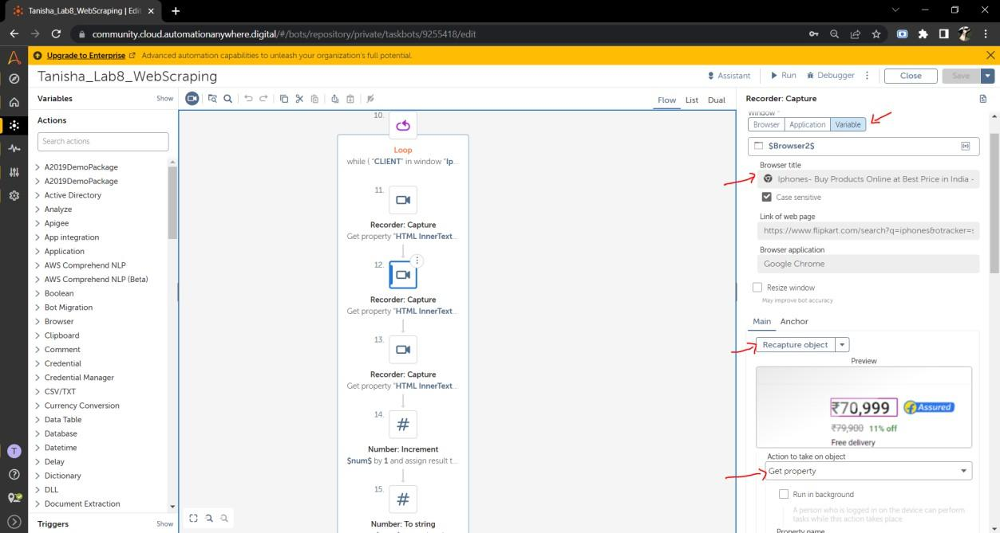 Tanisha_Lab8_WebScraping | Edit
community.cloud.automationanywhere.digital/#/bots/repository/private/taskbots/9255418/edit
Upgrade to Enterprise Advanced automation capabilities to unleash your organization's full potential.
Tanisha_Lab8_WebScraping
Assistant Run Debugger Close Save
Variables Show
Flow List Dual
Recorder: Capture
Actions
Search actions
A2019DemoPackage
A2019DemoPackage
Active Directory
Analyze
Apigee
App integration
Application
AWS Comprehend NLP
AWS Comprehend NLP (Beta)
Boolean
Bot Migration
Browser
Clipboard
Comment
Credential
Credential Manager
CSV/TXT
Currency Conversion
Data Table
Database
Datetime
Delay
Dictionary
DLL
Document Extraction
Triggers Show
T
10.
Loop
while ( "CLIENT" in window "Ip...
11.
Recorder: Capture
Get property "HTML InnerText...
12.
Recorder: Capture
Get property "HTML InnerText...
13.
Recorder: Capture
Get property "HTML InnerText...
14.
#
Number: Increment
$num$ by 1 and assign result t...
15.
#
Number: To string
Window *
Browser Application Variable
$Browser2$ (x)
Browser title
Iphones- Buy Products Online at Best Price in India -
Case sensitive
Link of web page
https://www.flipkart.com/search?q=iphones&otracker=s
Browser application
Google Chrome
Resize window
May improve bot accuracy
Main Anchor
Recapture object
Preview
₹70,999 f Assured
₹79,900 11% off
Free delivery
Action to take on object
Get property
Run in background
A person who is logged in on the device can perform
tasks while this action takes place
Property name